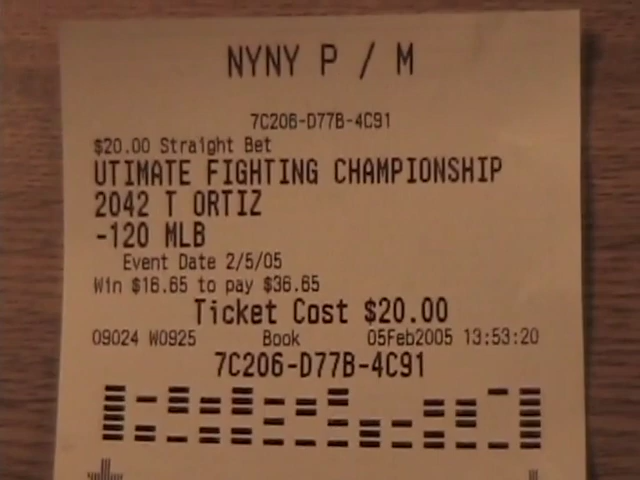 NYNY P / M
7C206-D77B-4C91
$20.00 Straight Bet
UTIMATE FIGHTING CHAMPIONSHIP
2042 T ORTIZ
-120 MLB
Event Date 2/5/05
Win $16.65 to pay $36.65
Ticket Cost $20.00
09024 W0925 Book 05Feb2005 13:53:20
7C206-D77B-4C91